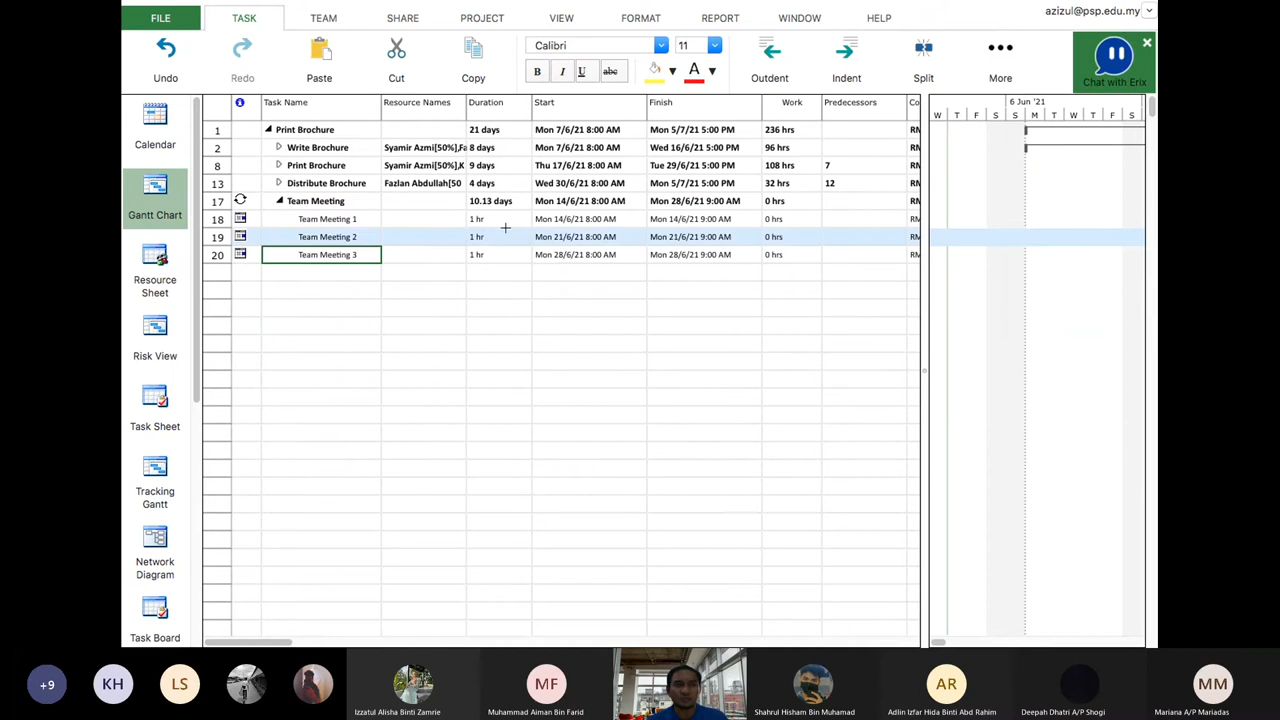 FILE TASK TEAM SHARE PROJECT VIEW FORMAT REPORT WINDOW HELP azizul@psp.edu.my
Calibri 11
B I U abc A
Undo Redo Paste Cut Copy Outdent Indent Split More Chat with Erix
Task Name Resource Names Duration Start Finish Work Predecessors Co
6 Jun '21
W T F S S M T W T F S
1 Print Brochure 21 days Mon 7/6/21 8:00 AM Mon 5/7/21 5:00 PM 236 hrs RM
2 Write Brochure Syamir Azmi[50%],Fa 8 days Mon 7/6/21 8:00 AM Wed 16/6/21 5:00 PM 96 hrs RM
8 Print Brochure Syamir Azmi[50%],K 9 days Thu 17/6/21 8:00 AM Tue 29/6/21 5:00 PM 108 hrs 7 RM
13 Distribute Brochure Fazlan Abdullah[50 4 days Wed 30/6/21 8:00 AM Mon 5/7/21 5:00 PM 32 hrs 12 RM
17 Team Meeting 10.13 days Mon 14/6/21 8:00 AM Mon 28/6/21 9:00 AM 0 hrs RM
18 Team Meeting 1 1 hr Mon 14/6/21 8:00 AM Mon 14/6/21 9:00 AM 0 hrs RM
19 Team Meeting 2 1 hr Mon 21/6/21 8:00 AM Mon 21/6/21 9:00 AM 0 hrs RM
20 Team Meeting 3 1 hr Mon 28/6/21 8:00 AM Mon 28/6/21 9:00 AM 0 hrs RM
Calendar
Gantt Chart
Resource
Sheet
Risk View
Task Sheet
Tracking
Gantt
Network
Diagram
Task Board
+9 KH LS MF AR MM
Izzatul Alisha Binti Zamrie Muhammad Aiman Bin Farid Shahrul Hisham Bin Muhamad Adlin Izfar Hida Binti Abd Rahim Deepah Dhatri A/P Shogi Mariana A/P Mariadas